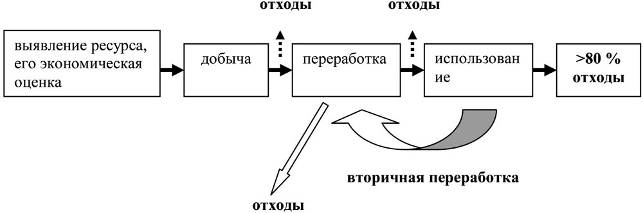 отходы
отходы
выявление ресурса,
его экономическая
оценка
добыча
переработка
использован
ие
>80 %
отходы
вторичная переработка
отходы